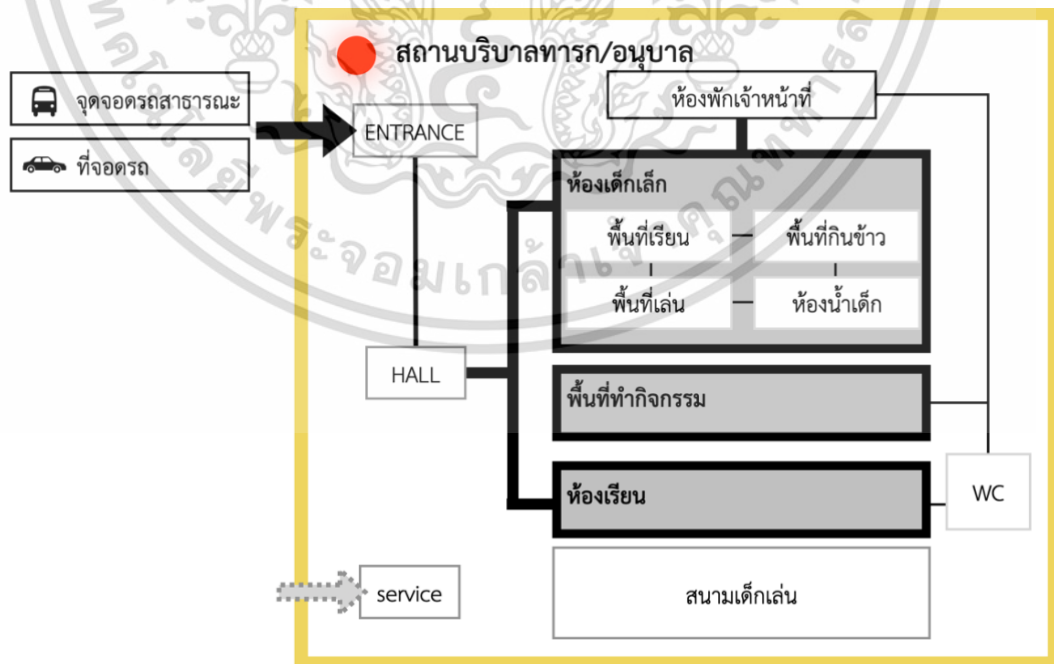 สถานบริบาลทารก/อนุบาล
จุดจอดรถสาธารณะ
ที่จอดรถ
ENTRANCE
ห้องพักเจ้าหน้าที่
ห้องเด็กเล็ก
พื้นที่เรียน
พื้นที่กินข้าว
พื้นที่เล่น
ห้องน้ำเด็ก
HALL
พื้นที่ทำกิจกรรม
ห้องเรียน
WC
service
สนามเด็กเล่น